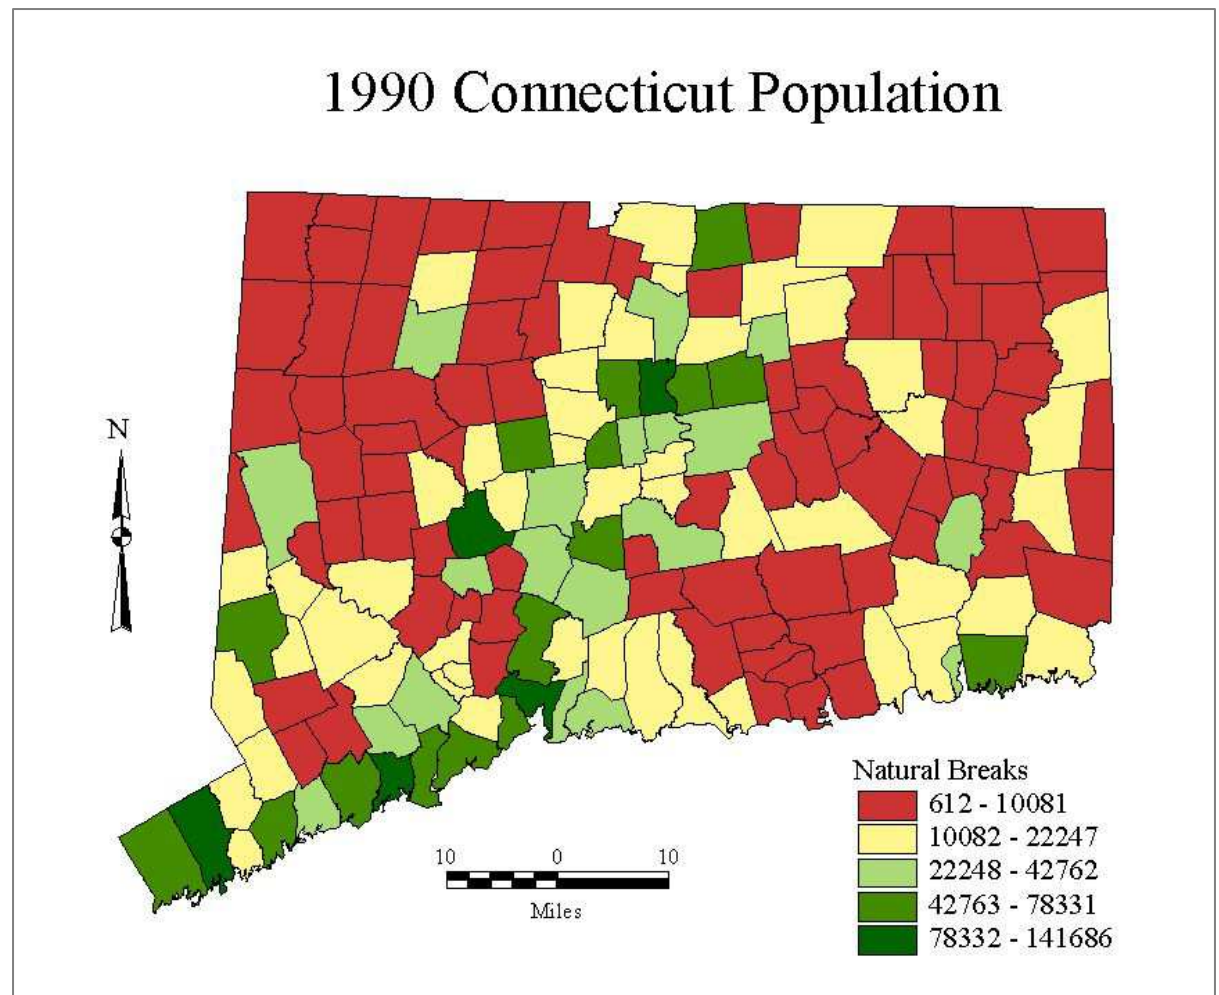 1990 Connecticut Population
N
Natural Breaks
612 - 10081
10082 - 22247
22248 - 42762
42763 - 78331
78332 - 141686
10 0 10
Miles